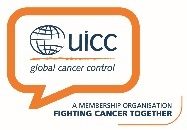 uicc
global cancer control
A MEMBERSHIP ORGANISATION
FIGHTING CANCER TOGETHER